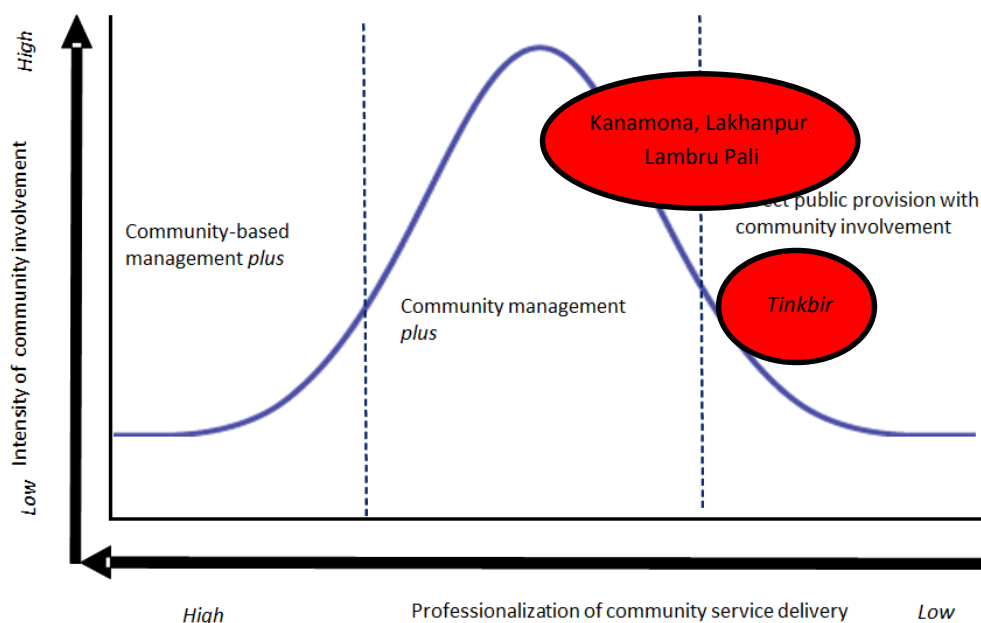 High
Intensity of community involvement
Low
Kanamona, Lakhanpur,
Lambru Pali
public provision with
community involvement
Community-based
management plus
Community management
plus
Tinkbir
High
Professionalization of community service delivery
Low